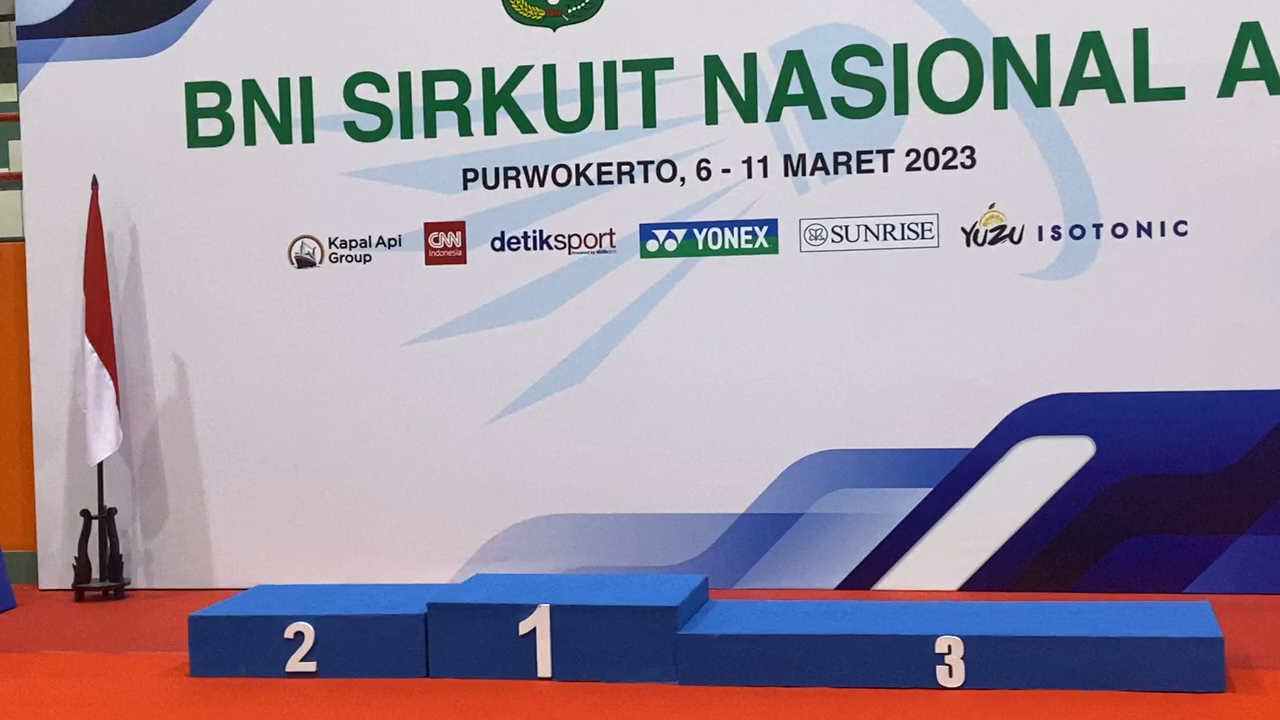 BNI SIRKUIT NASIONAL A
PURWOKERTO, 6 - 11 MARET 2023
Kapal Api
Group
CNN
Indonesia
detiksport
YONEX
SUNRISE
YUZU ISOTONIC
2
1
3